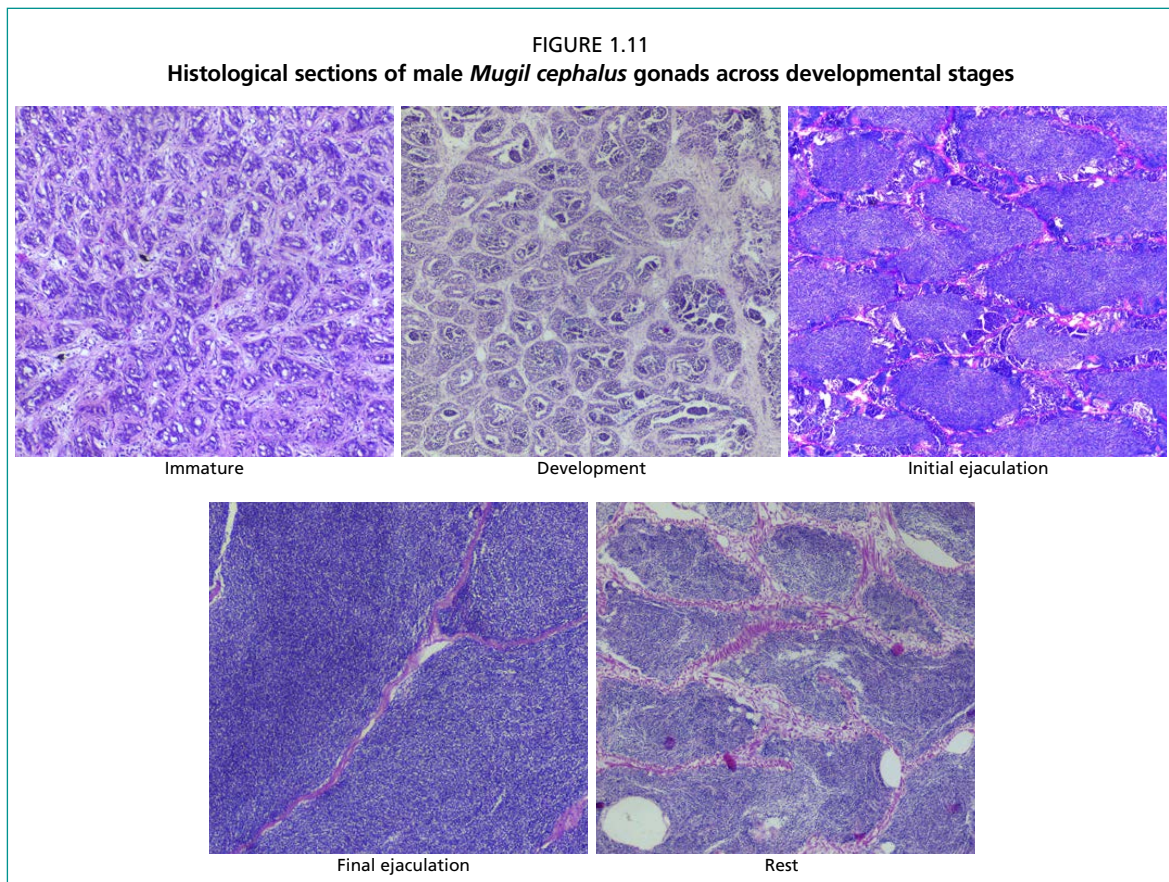 FIGURE 1.11
Histological sections of male Mugil cephalus gonads across developmental stages
Immature
Development
Initial ejaculation
Final ejaculation
Rest